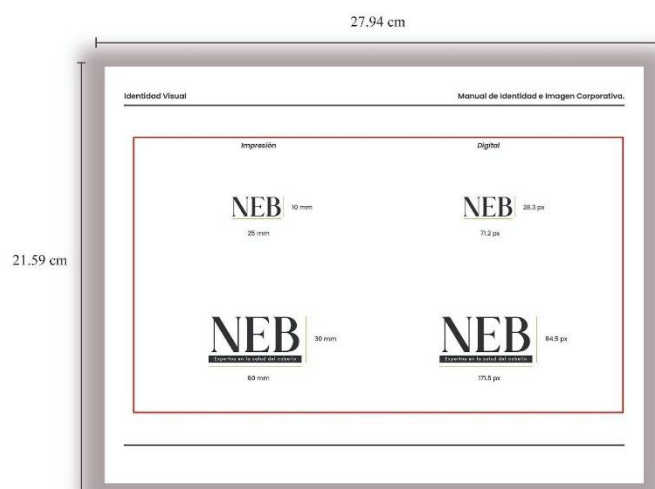 27.94 cm
Identidad Visual
Manual de Identidad e Imagen Corporativa.
Impresión
Digital
NEB
10 mm
25 mm
NEB
28.3 px
71.2 px
21.59 cm
NEB
Expertos en la salud del cabello
30 mm
60 mm
NEB
Expertos en la salud del cabello
84.5 px
171.5 px